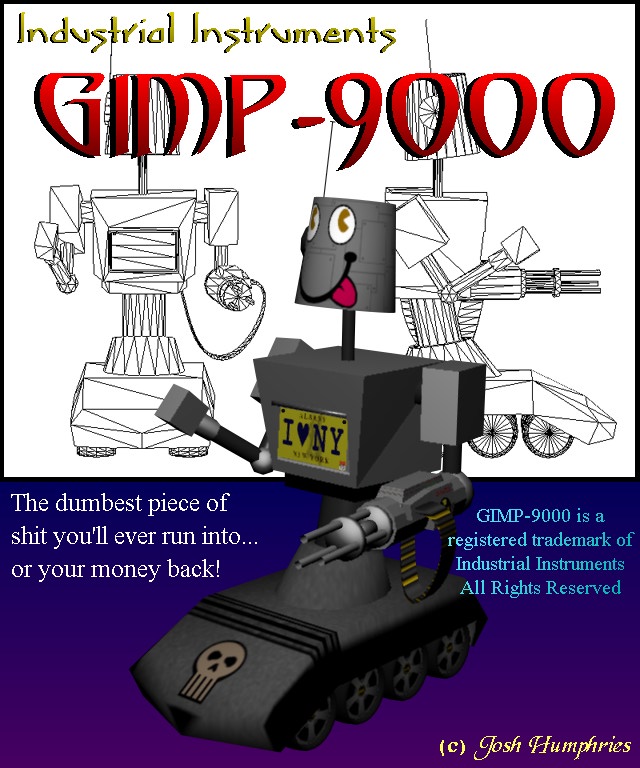 Industrial Instruments
GIMP-9000
ALBANY
I♥NY
NEW YORK
The dumbest piece of
shit you'll ever run into...
or your money back!
GIMP-9000 is a
registered trademark of
Industrial Instruments
All Rights Reserved
(c) Josh Humphries